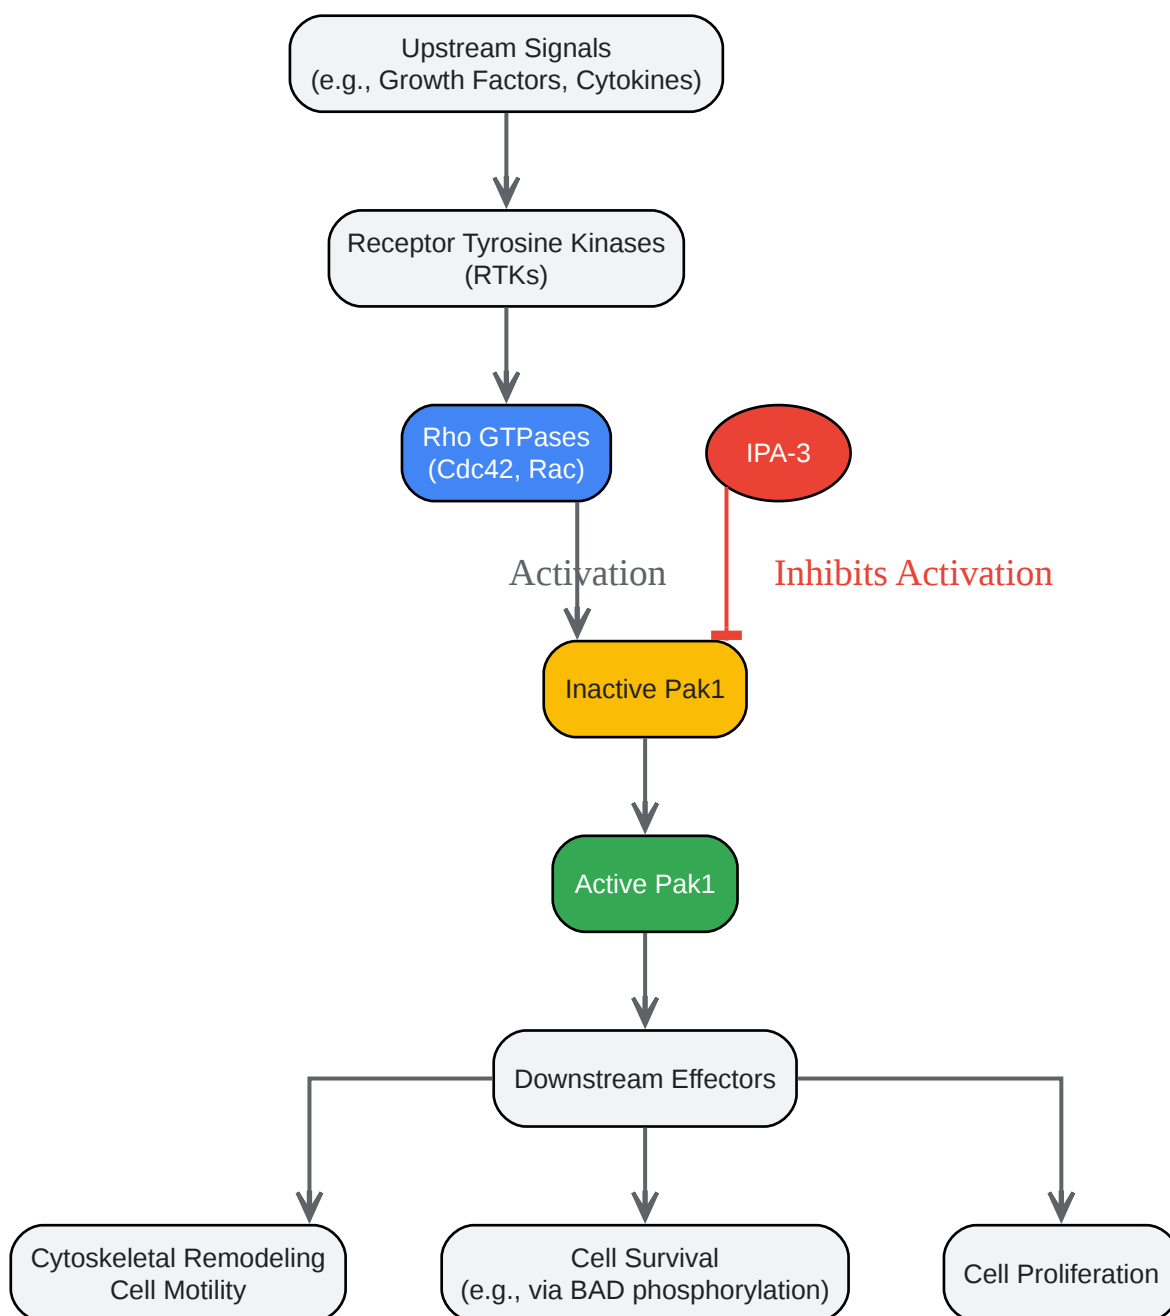 Upstream Signals
(e.g., Growth Factors, Cytokines)
Receptor Tyrosine Kinases
(RTKs)
Rho GTPases
(Cdc42, Rac)
IPA-3
Activation
Inhibits Activation
Inactive Pak1
Active Pak1
Downstream Effectors
Cytoskeletal Remodeling
Cell Motility
Cell Survival
(e.g., via BAD phosphorylation)
Cell Proliferation